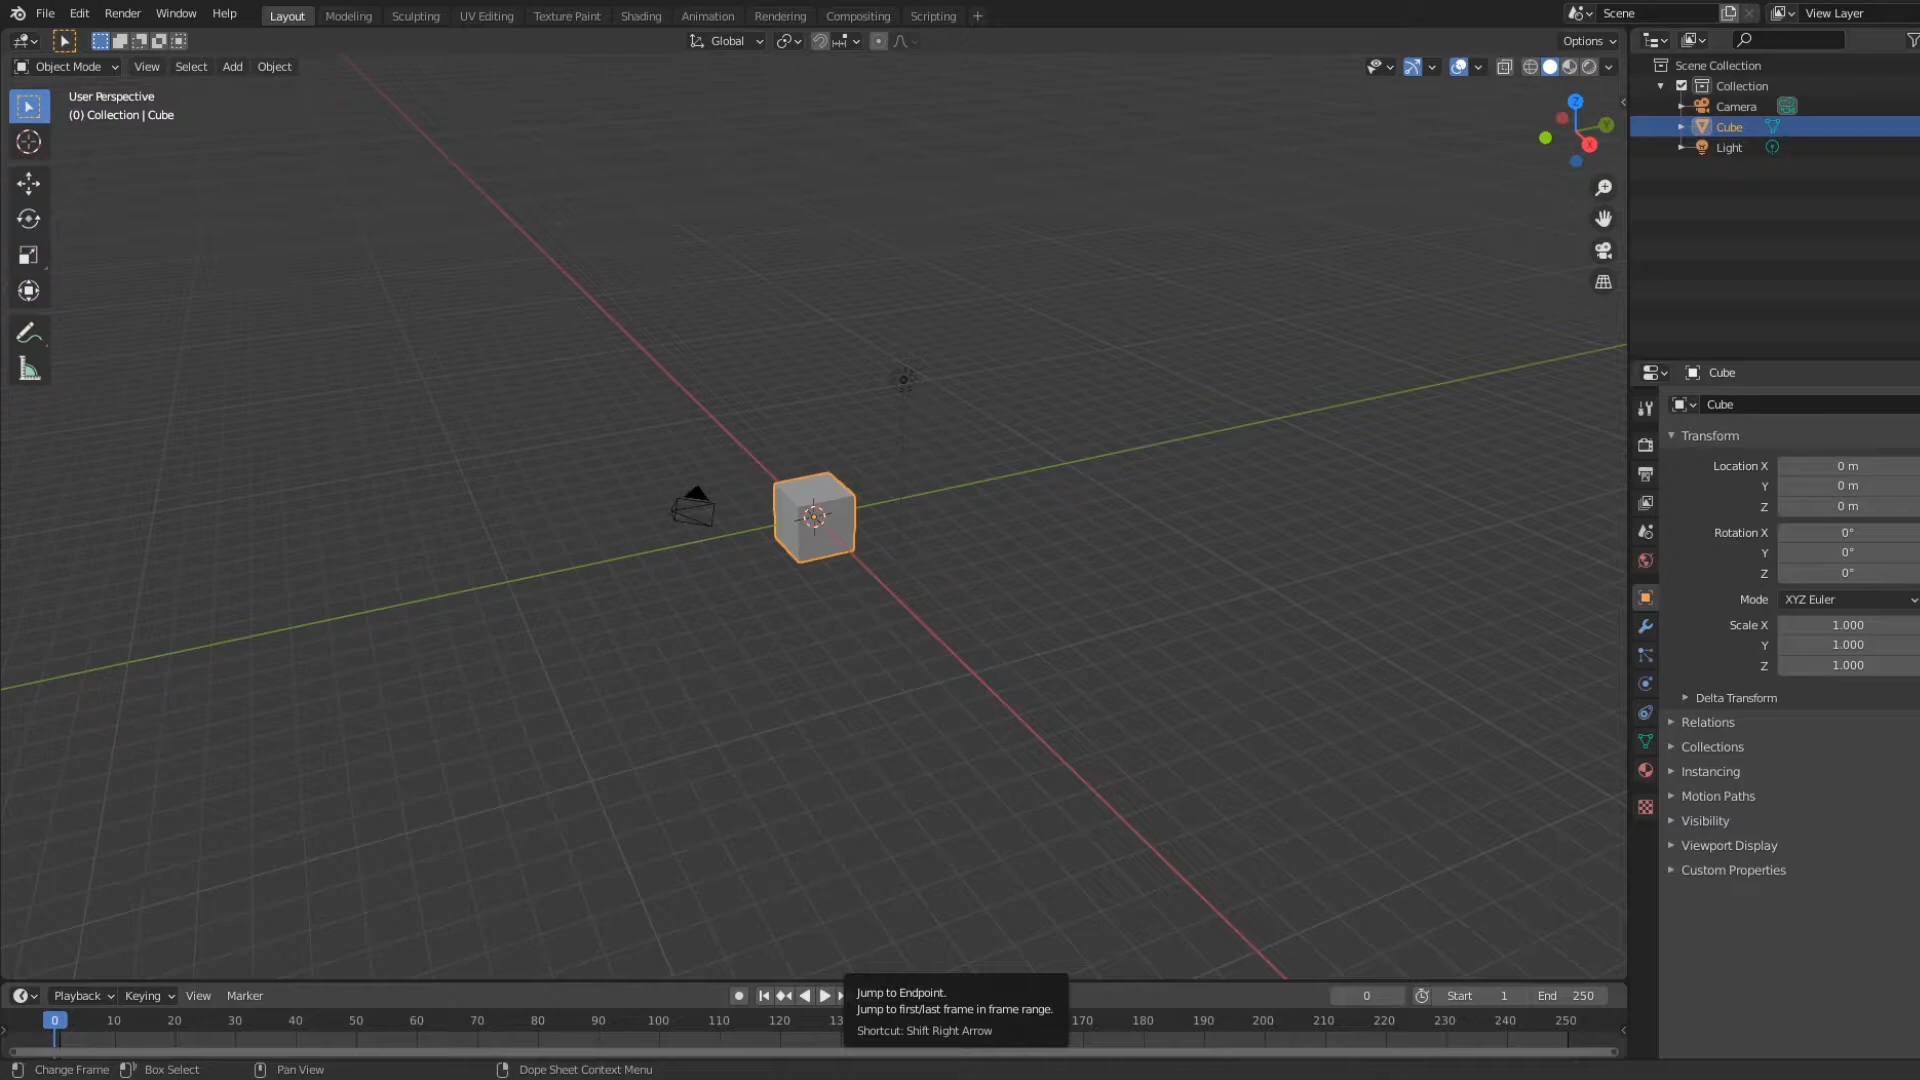 File Edit Render Window Help Layout Modeling Sculpting UV Editing Texture Paint Shading Animation Rendering Compositing Scripting + Scene View Layer
Global Options
Object Mode View Select Add Object
User Perspective
(0) Collection | Cube
Z
Y
X
Scene Collection
Collection
Camera
Cube
Light
Cube
Cube
Transform
Location X 0 m
Y 0 m
Z 0 m
Rotation X 0°
Y 0°
Z 0°
Mode XYZ Euler
Scale X 1.000
Y 1.000
Z 1.000
Delta Transform
Relations
Collections
Instancing
Motion Paths
Visibility
Viewport Display
Custom Properties
Playback Keying View Marker 0 Start 1 End 250
Jump to Endpoint.
Jump to first/last frame in frame range.
Shortcut: Shift Right Arrow
0 10 20 30 40 50 60 70 80 90 100 110 120 170 180 190 200 210 220 230 240 250
Change Frame Box Select Pan View Dope Sheet Context Menu